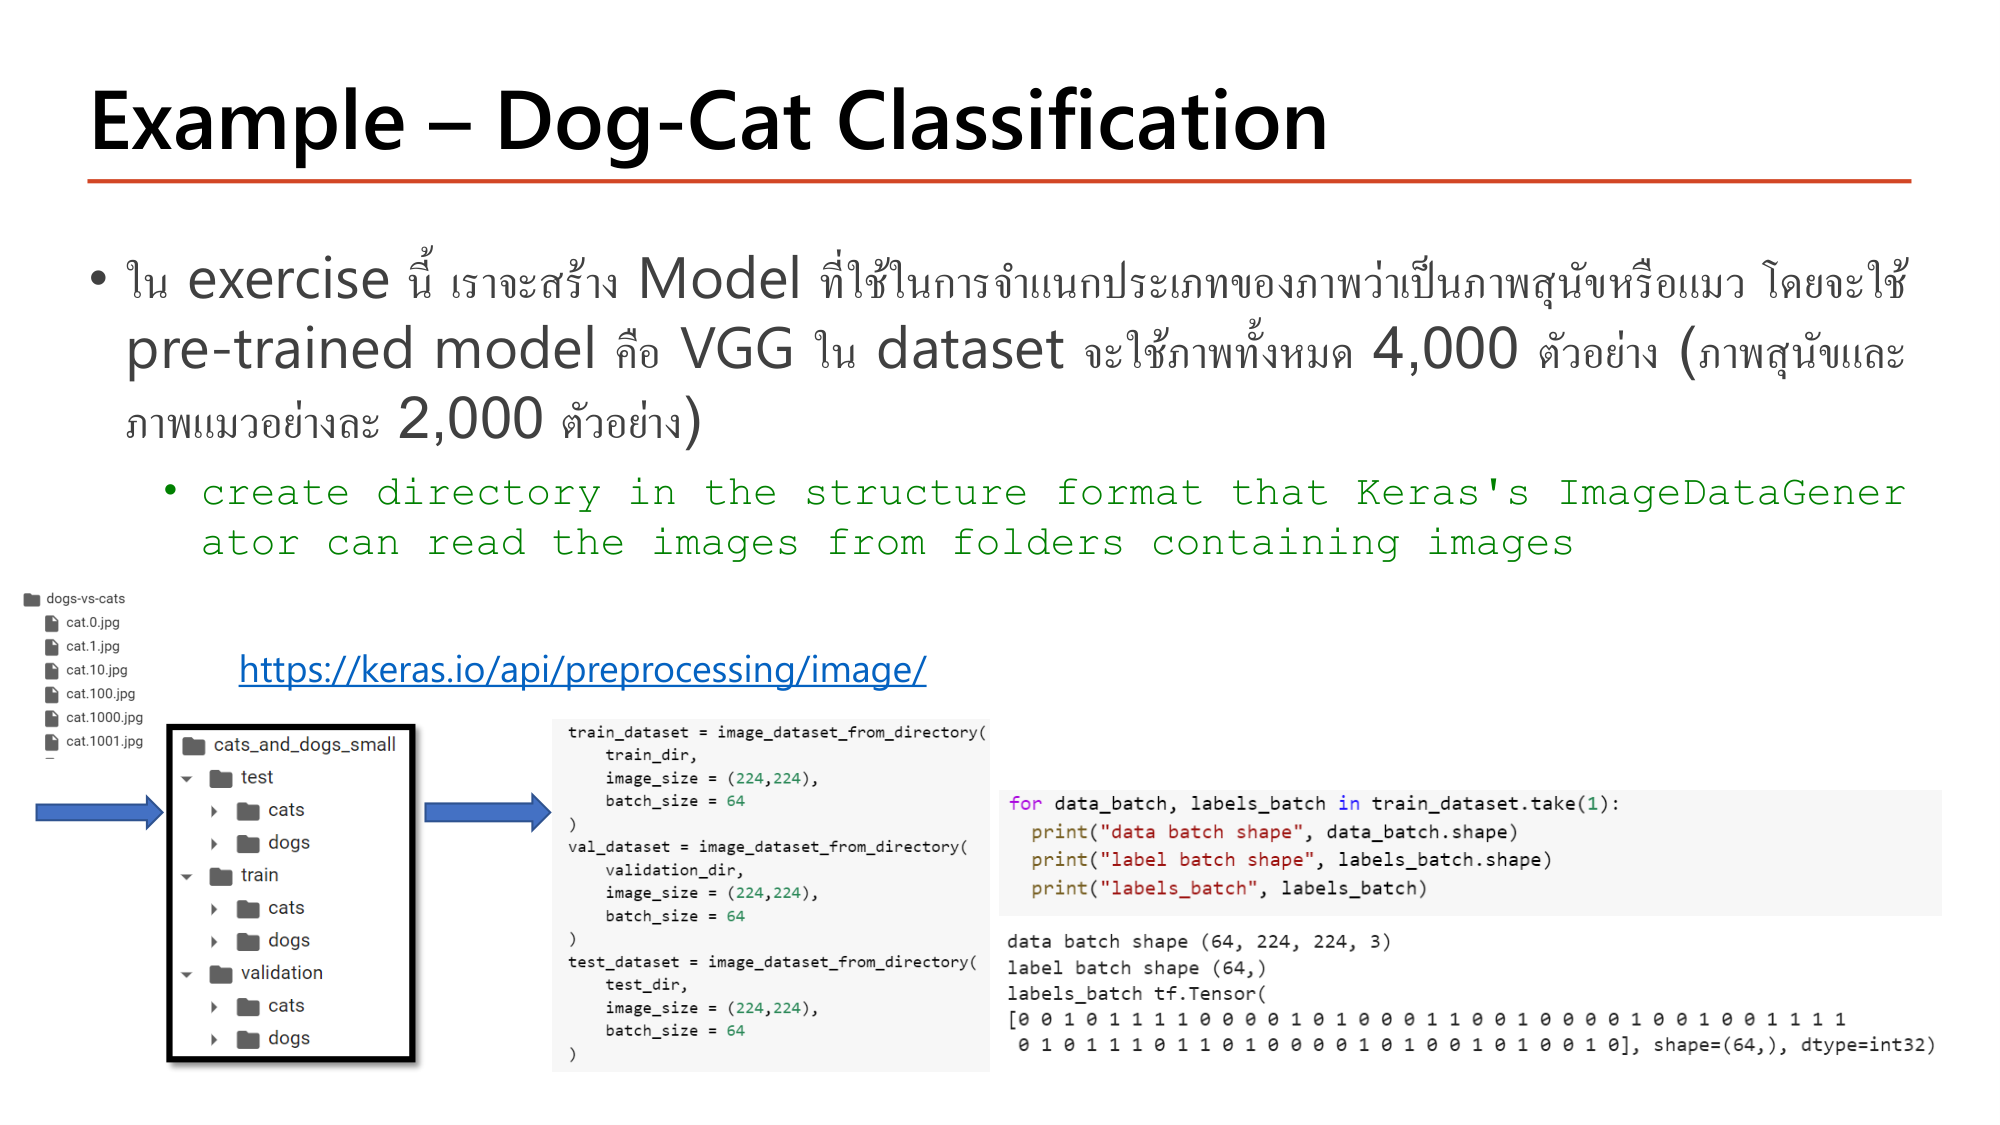 Example – Dog-Cat Classification
• ใน exercise นี้ เราจะสร้าง Model ที่ใช้ในการจำแนกประเภทของภาพว่าเป็นภาพสุนัขหรือแมว โดยจะใช้
pre-trained model คือ VGG ใน dataset จะใช้ภาพทั้งหมด 4,000 ตัวอย่าง (ภาพสุนัขและ
ภาพแมวอย่างละ 2,000 ตัวอย่าง)
• create directory in the structure format that Keras's ImageDataGener
ator can read the images from folders containing images
dogs-vs-cats
cat.0.jpg
cat.1.jpg
cat.10.jpg
cat.100.jpg
cat.1000.jpg
cat.1001.jpg
https://keras.io/api/preprocessing/image/
cats_and_dogs_small
test
cats
dogs
train
cats
dogs
validation
cats
dogs
train_dataset = image_dataset_from_directory(
train_dir,
image_size = (224,224),
batch_size = 64
)
val_dataset = image_dataset_from_directory(
validation_dir,
image_size = (224,224),
batch_size = 64
)
test_dataset = image_dataset_from_directory(
test_dir,
image_size = (224,224),
batch_size = 64
)
for data_batch, labels_batch in train_dataset.take(1):
print("data batch shape", data_batch.shape)
print("label batch shape", labels_batch.shape)
print("labels_batch", labels_batch)
data batch shape (64, 224, 224, 3)
label batch shape (64,)
labels_batch tf.Tensor(
[0 0 1 0 1 1 1 1 0 0 0 0 1 0 1 0 0 0 1 1 0 0 1 0 0 0 0 1 0 0 1 0 0 1 1 1 1
0 1 0 1 1 1 0 1 1 0 1 0 0 0 0 1 0 1 0 0 1 0 1 0 0 1 0], shape=(64,), dtype=int32)